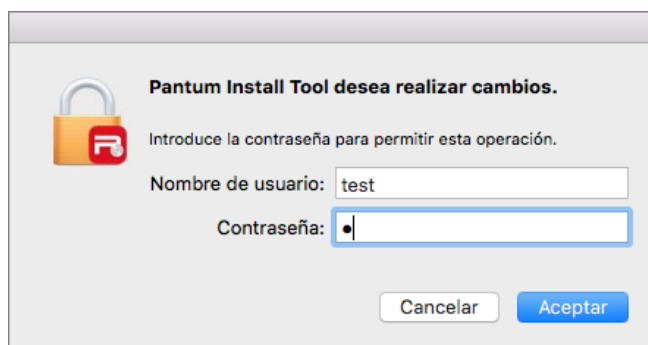 Pantum Install Tool desea realizar cambios.
Introduce la contraseña para permitir esta operación.
Nombre de usuario: test
Contraseña: •
Cancelar Aceptar